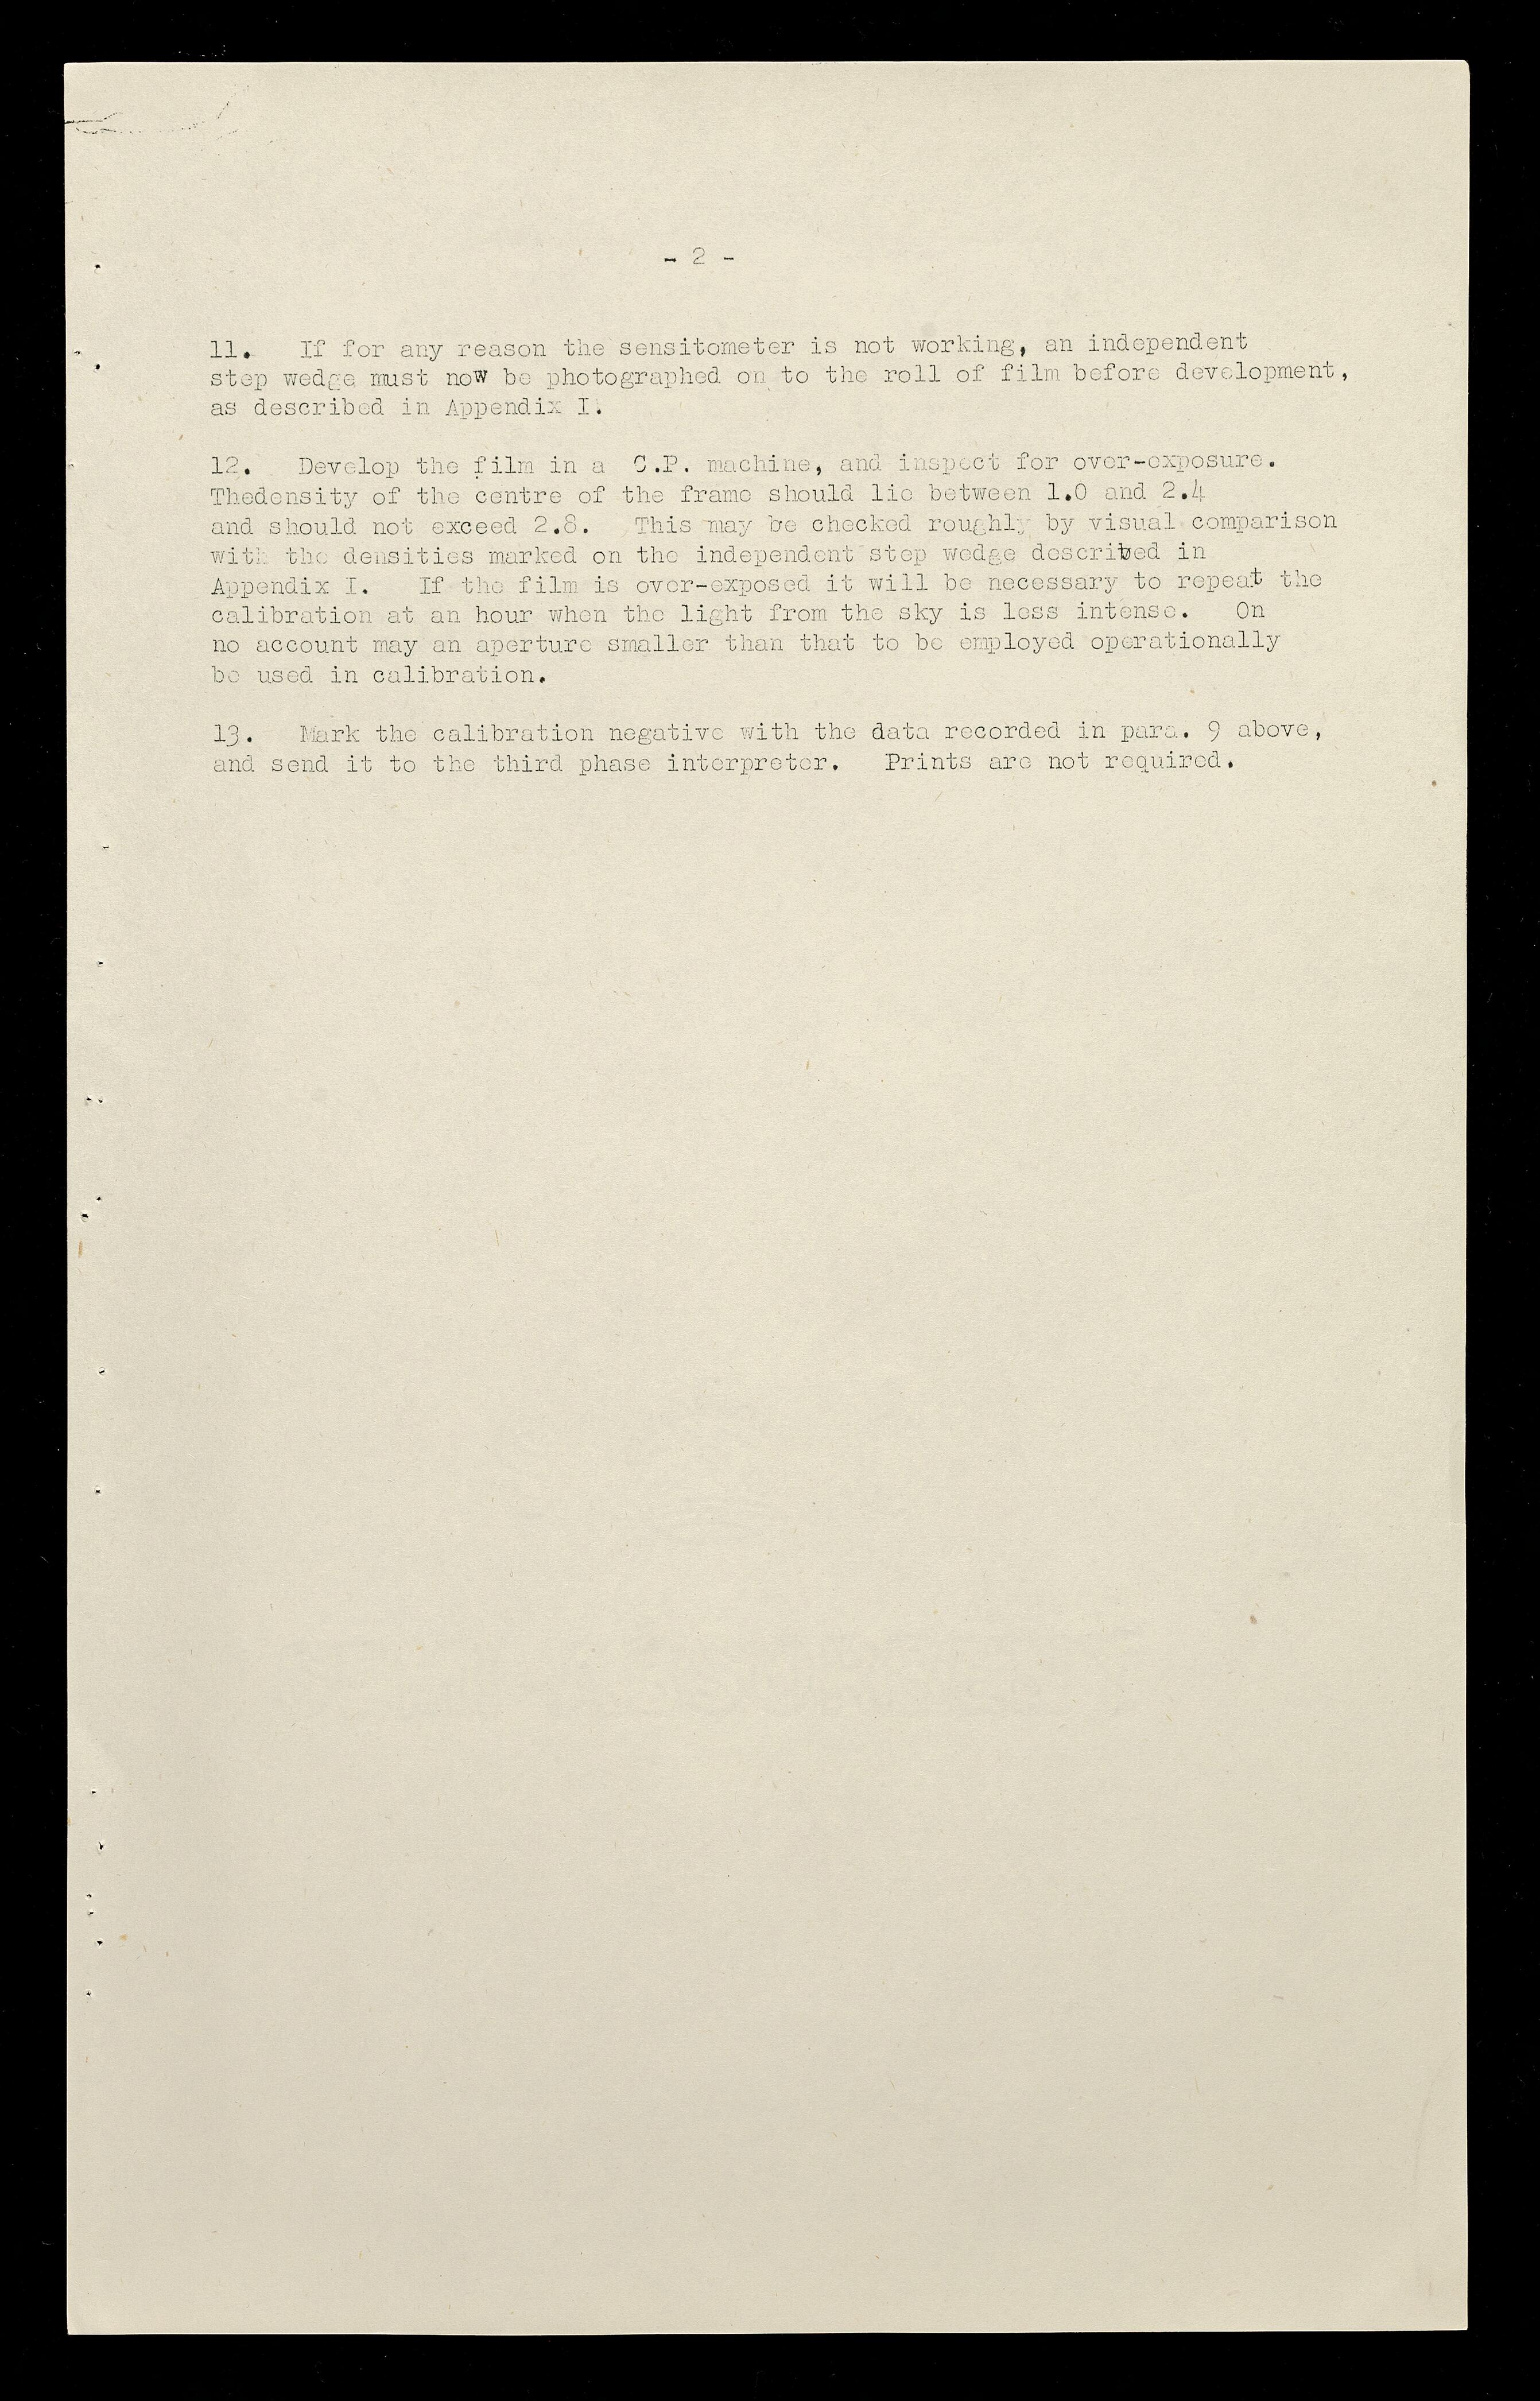 - 2 -
11. If for any reason the sensitometer is not working, an independent
step wedge must now be photographed on to the roll of film before development,
as described in Appendix I.
12. Develop the film in a C.P. machine, and inspect for over-exposure.
Thedensity of the centre of the frame should lie between 1.0 and 2.4
and should not exceed 2.8. This may be checked roughly by visual comparison
with the densities marked on the independent step wedge described in
Appendix I. If the film is over-exposed it will be necessary to repeat the
calibration at an hour when the light from the sky is less intense. On
no account may an aperture smaller than that to be employed operationally
be used in calibration.
13. Mark the calibration negative with the data recorded in para. 9 above,
and send it to the third phase interpreter. Prints are not required.